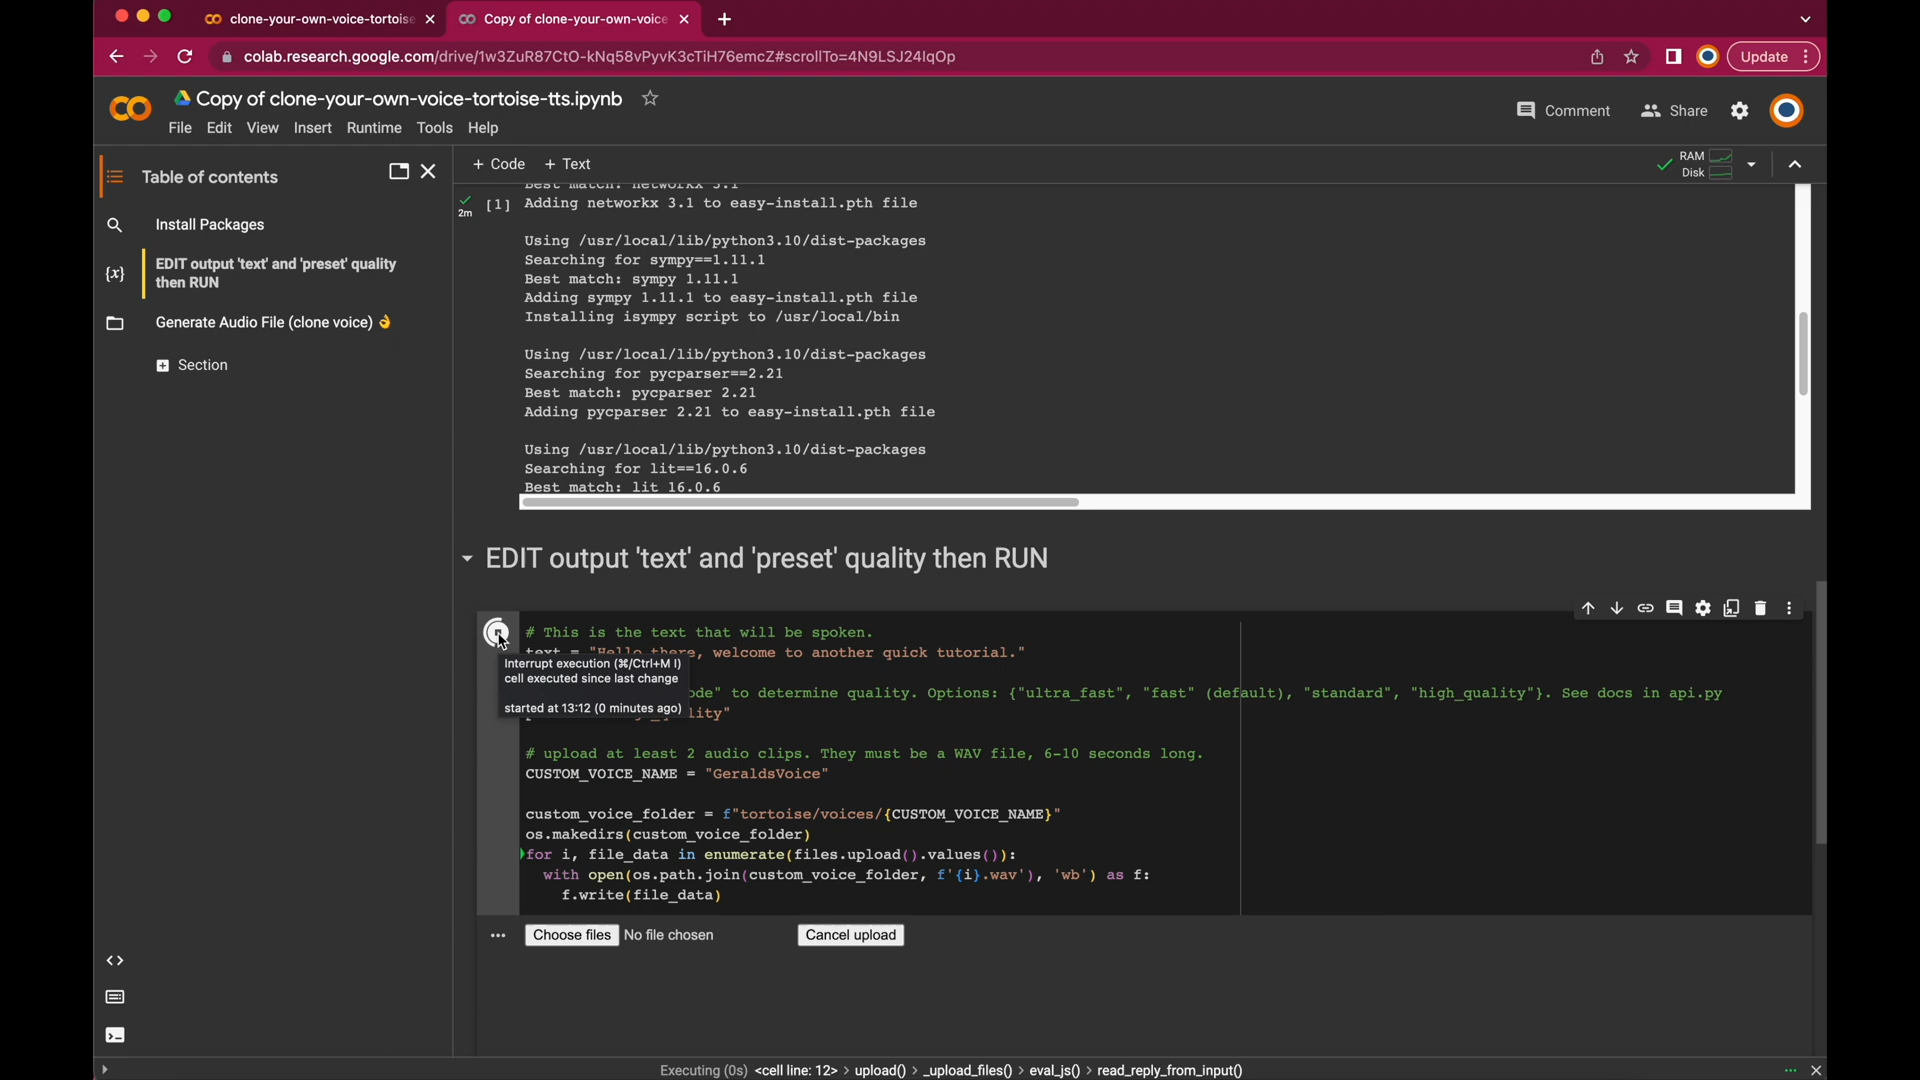 clone-your-own-voice-tortoise
Copy of clone-your-own-voice
colab.research.google.com/drive/1w3ZuR87CtO-kNq58vPyvK3cTiH76emcZ#scrollTo=4N9LSJ24lqOp
Update
Copy of clone-your-own-voice-tortoise-tts.ipynb
Comment
Share
File Edit View Insert Runtime Tools Help
Table of contents
+ Code + Text
RAM
Disk
Install Packages
EDIT output 'text' and 'preset' quality
then RUN
Generate Audio File (clone voice) 👌
Section
{x}
2m
[1]
Best match: networkx 3.1
Adding networkx 3.1 to easy-install.pth file
Using /usr/local/lib/python3.10/dist-packages
Searching for sympy==1.11.1
Best match: sympy 1.11.1
Adding sympy 1.11.1 to easy-install.pth file
Installing isympy script to /usr/local/bin
Using /usr/local/lib/python3.10/dist-packages
Searching for pycparser==2.21
Best match: pycparser 2.21
Adding pycparser 2.21 to easy-install.pth file
Using /usr/local/lib/python3.10/dist-packages
Searching for lit==16.0.6
Best match: lit 16.0.6
EDIT output 'text' and 'preset' quality then RUN
# This is the text that will be spoken.
text = "Hello there, welcome to another quick tutorial."
Interrupt execution (⌘/Ctrl+M I)
cell executed since last change
started at 13:12 (0 minutes ago)
ode" to determine quality. Options: {"ultra_fast", "fast" (default), "standard", "high_quality"}. See docs in api.py
lity"
# upload at least 2 audio clips. They must be a WAV file, 6-10 seconds long.
CUSTOM_VOICE_NAME = "GeraldsVoice"
custom_voice_folder = f"tortoise/voices/{CUSTOM_VOICE_NAME}"
os.makedirs(custom_voice_folder)
for i, file_data in enumerate(files.upload().values()):
with open(os.path.join(custom_voice_folder, f'{i}.wav'), 'wb') as f:
f.write(file_data)
Choose files No file chosen Cancel upload
Executing (0s) <cell line: 12> > upload() > _upload_files() > eval_js() > read_reply_from_input()